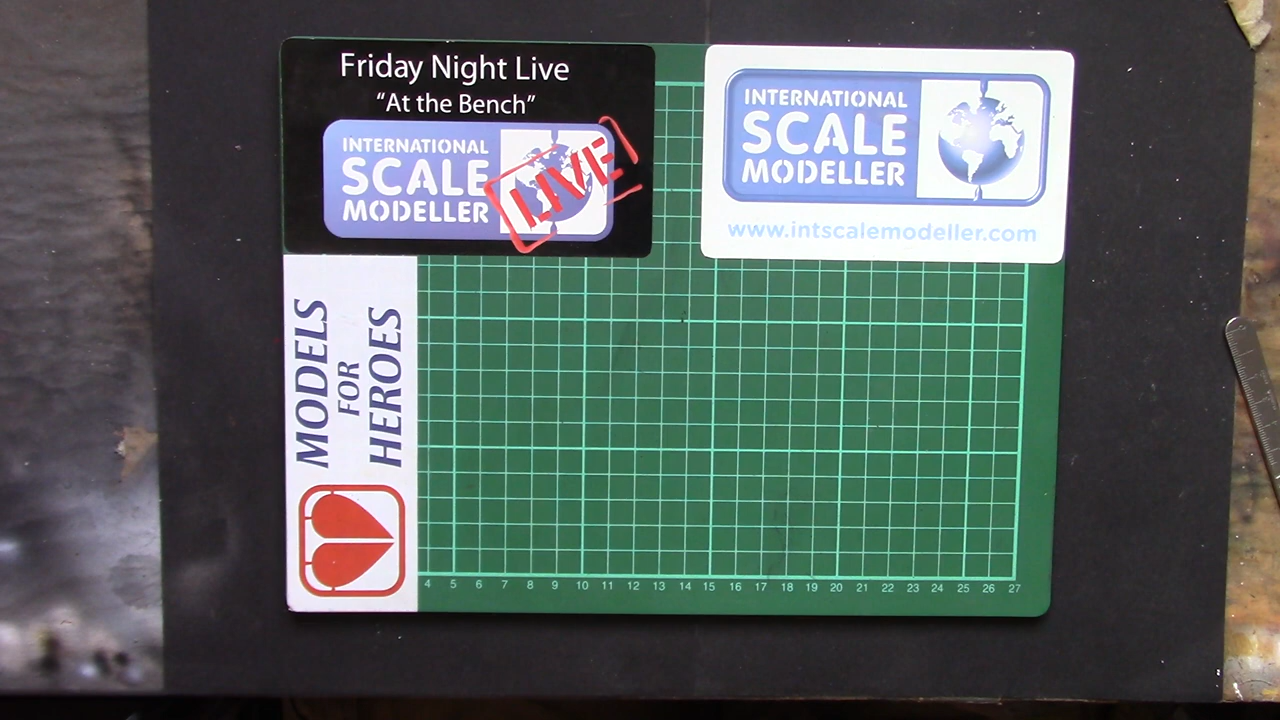 Friday Night Live
“At the Bench”
INTERNATIONAL
SCALE
MODELLER
LIVE!
INTERNATIONAL
SCALE
MODELLER
www.intscalemodeller.com
MODELS
FOR
HEROES
4 5 6 7 8 9 10 11 12 13 14 15 16 17 18 19 20 21 22 23 24 25 26 27